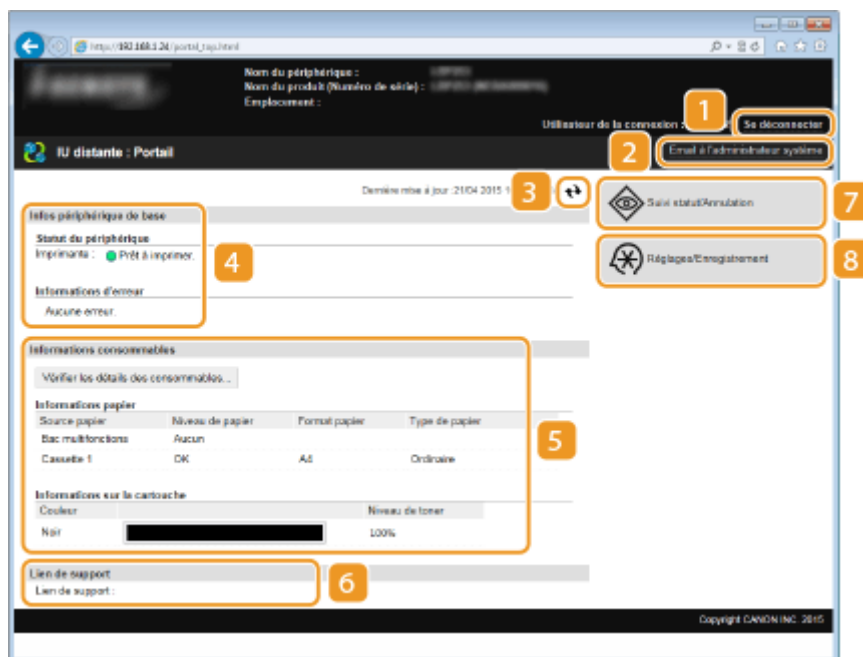 http://192.168.1.24/portal_top.html
Nom du périphérique :
Nom du produit (Numéro de série) :
Emplacement :
Utilisateur de la connexion :
1
Se déconnecter
IU distante : Portail
2
Email à l'administrateur système
Dernière mise à jour :21/04 2015
3
Infos périphérique de base
Statut du périphérique
Imprimante : Prêt à imprimer.
4
Informations d'erreur
Aucune erreur.
Suivi statut/Annulation
7
Réglages/Enregistrement
8
Informations consommables
Vérifier les détails des consommables...
Informations papier
Source papier Niveau de papier Format papier Type de papier
Bac multifonctions Aucun
Cassette 1 OK A4 Ordinaire
5
Informations sur la cartouche
Couleur Niveau de toner
Noir 100%
Lien de support
Lien de support :
6
Copyright CANON INC. 2015